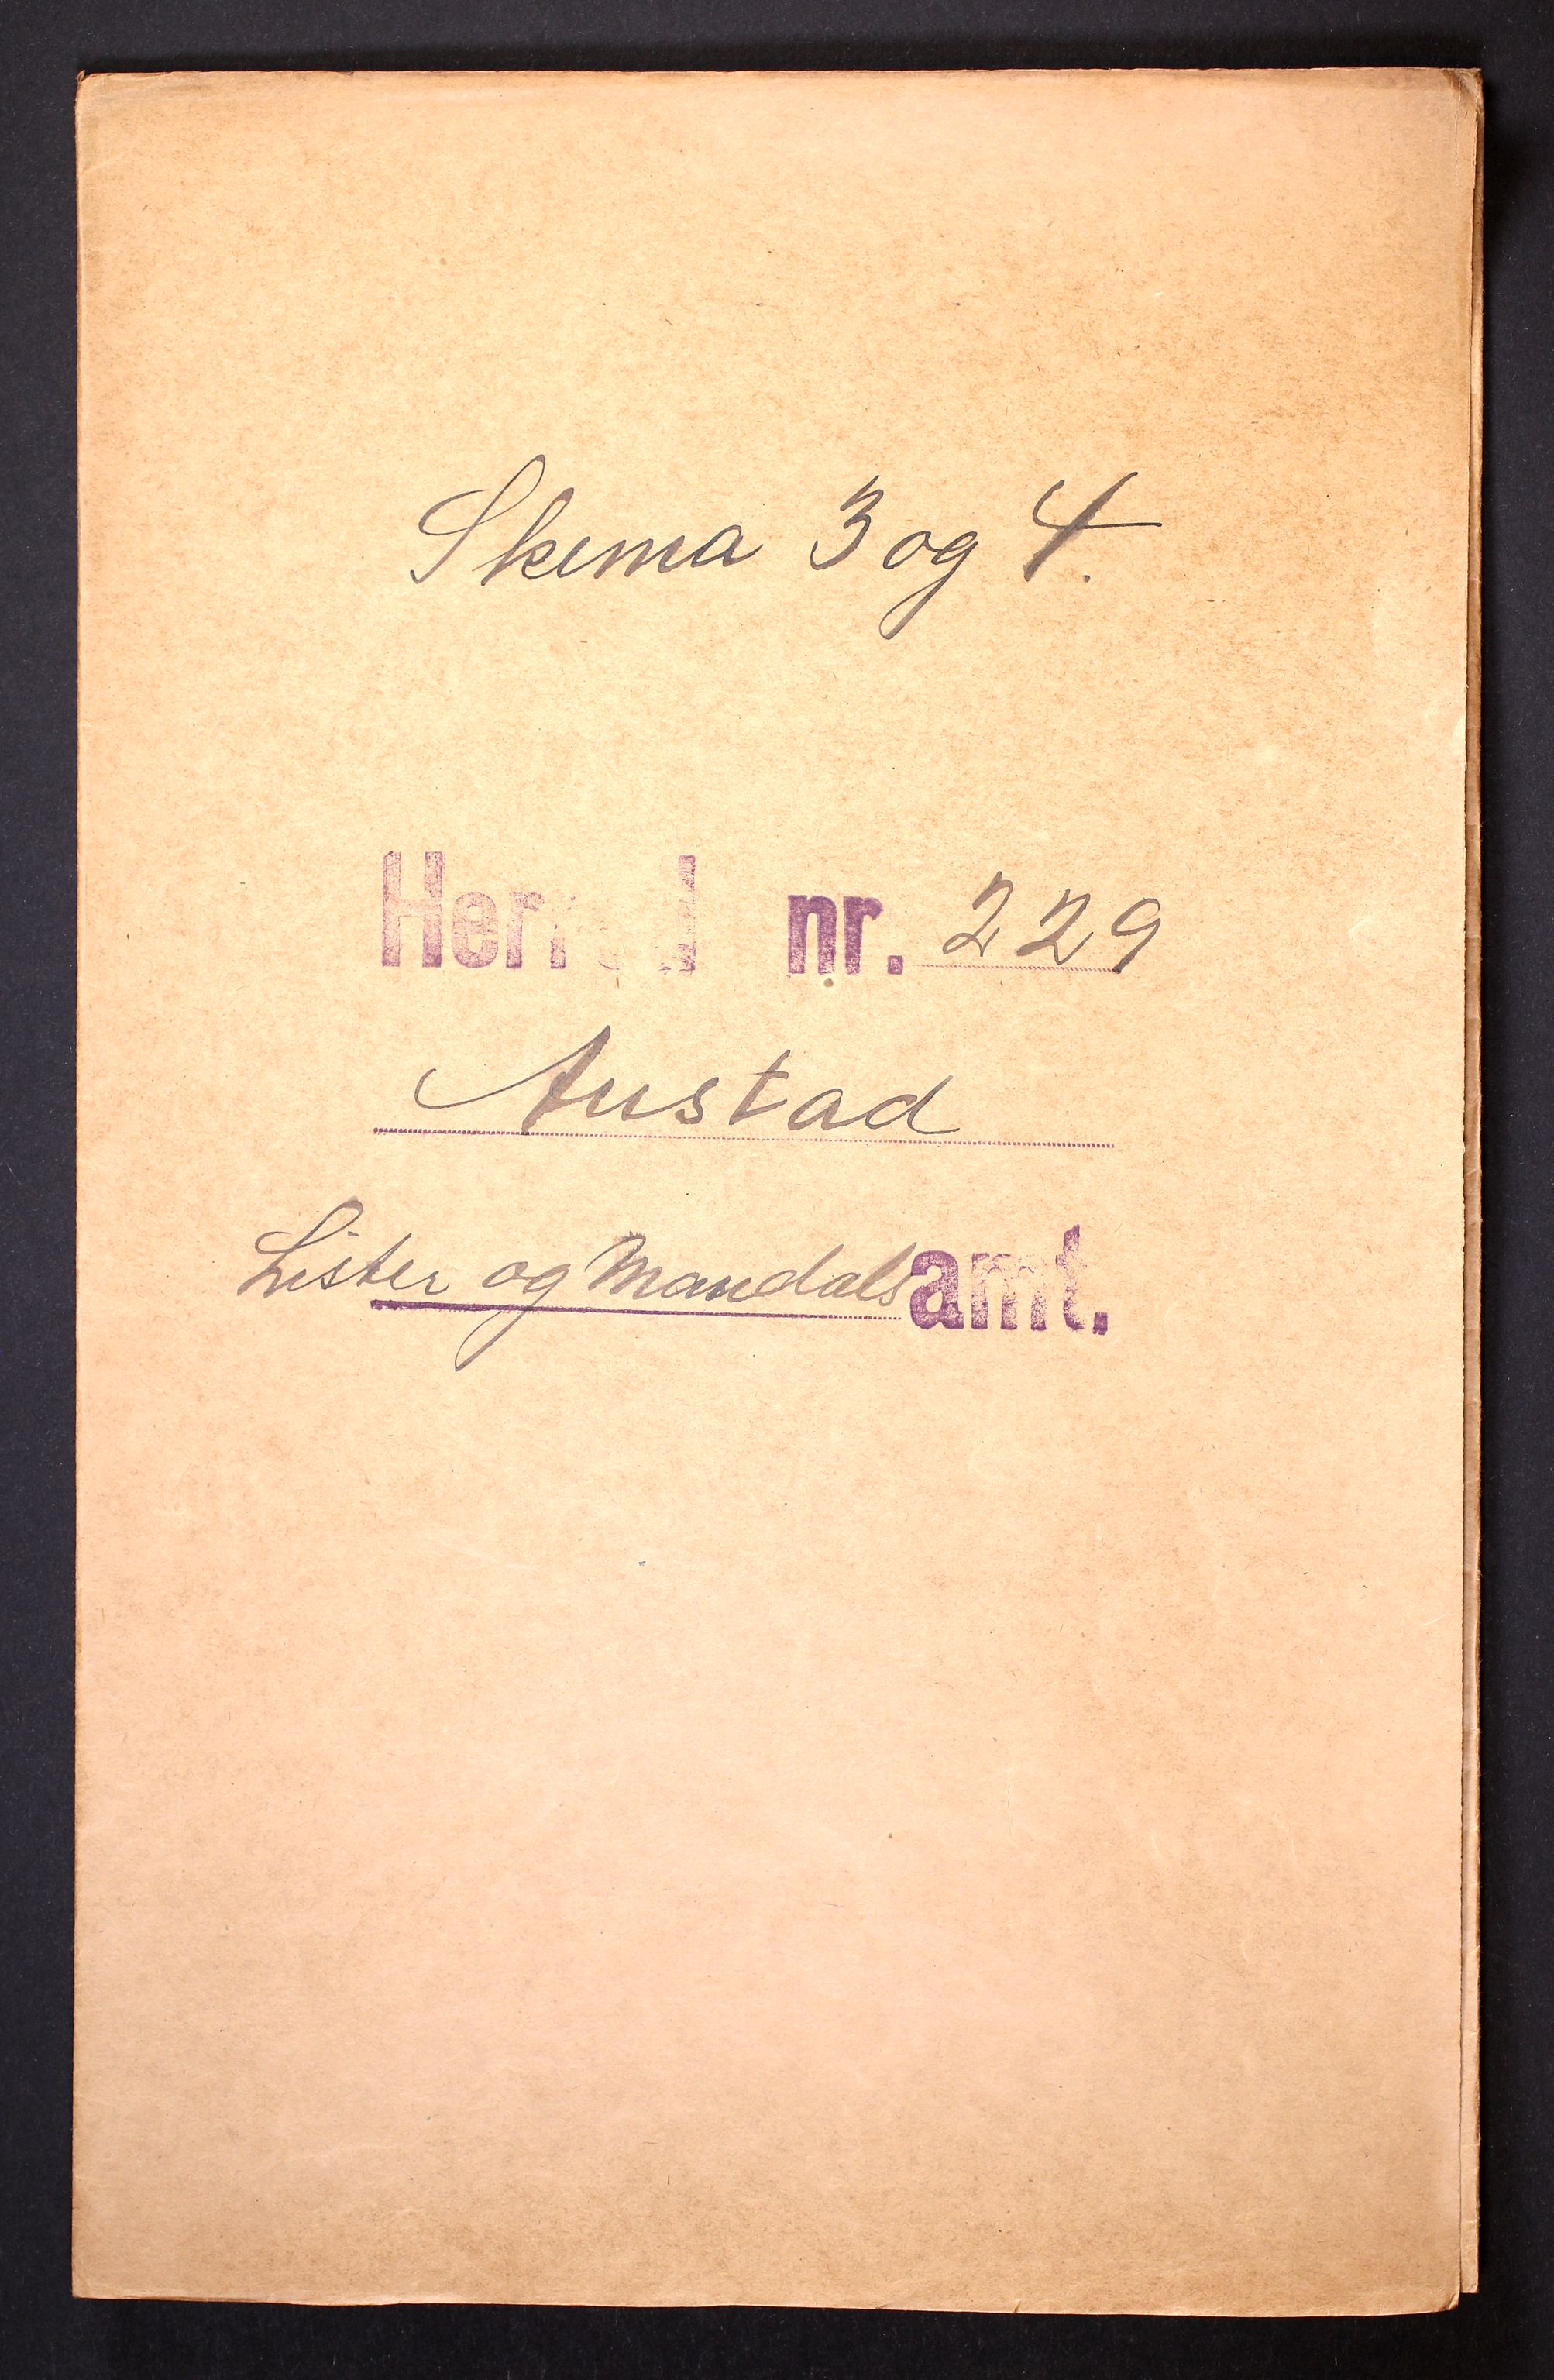 Skema 3 og 4.
Herred nr. 229
Austad
Lister og Mandals amt.